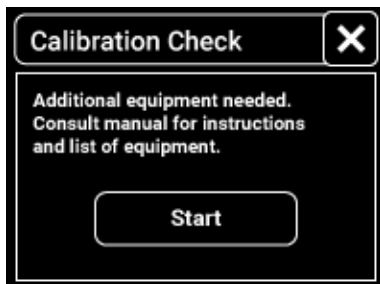 Calibration Check
Additional equipment needed.
Consult manual for instructions
and list of equipment.
Start